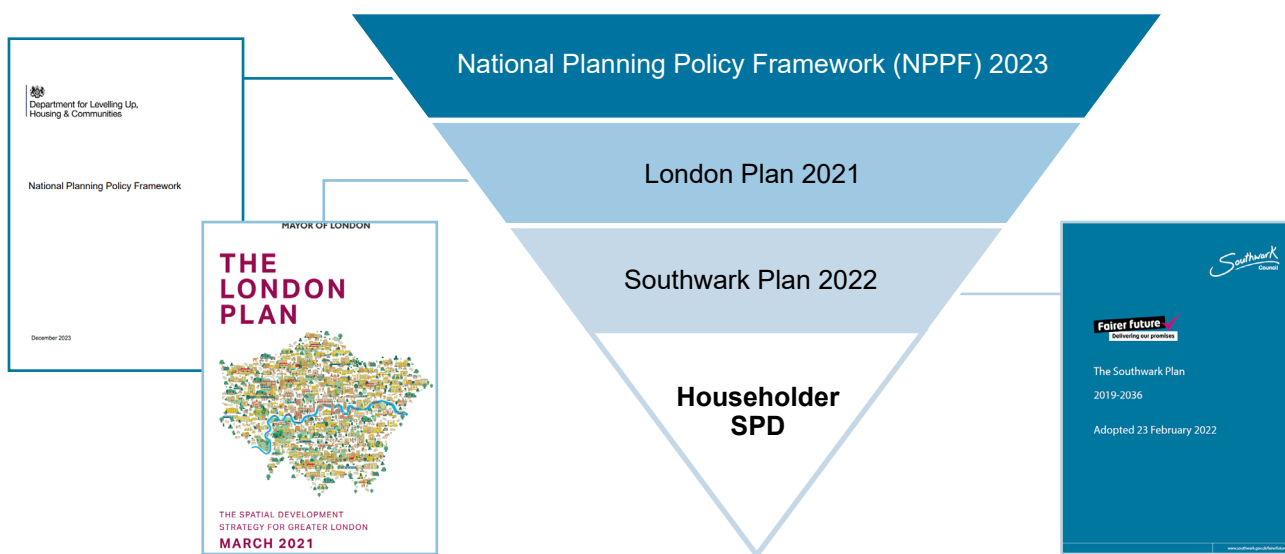 National Planning Policy Framework (NPPF) 2023
London Plan 2021
Southwark Plan 2022
Householder
SPD
Department for Levelling Up,
Housing & Communities
National Planning Policy Framework
December 2023
MAYOR OF LONDON
THE
LONDON
PLAN
THE SPATIAL DEVELOPMENT
STRATEGY FOR GREATER LONDON
MARCH 2021
Southwark
Council
Fairer future
Delivering our promises
The Southwark Plan
2019-2036
Adopted 23 February 2022